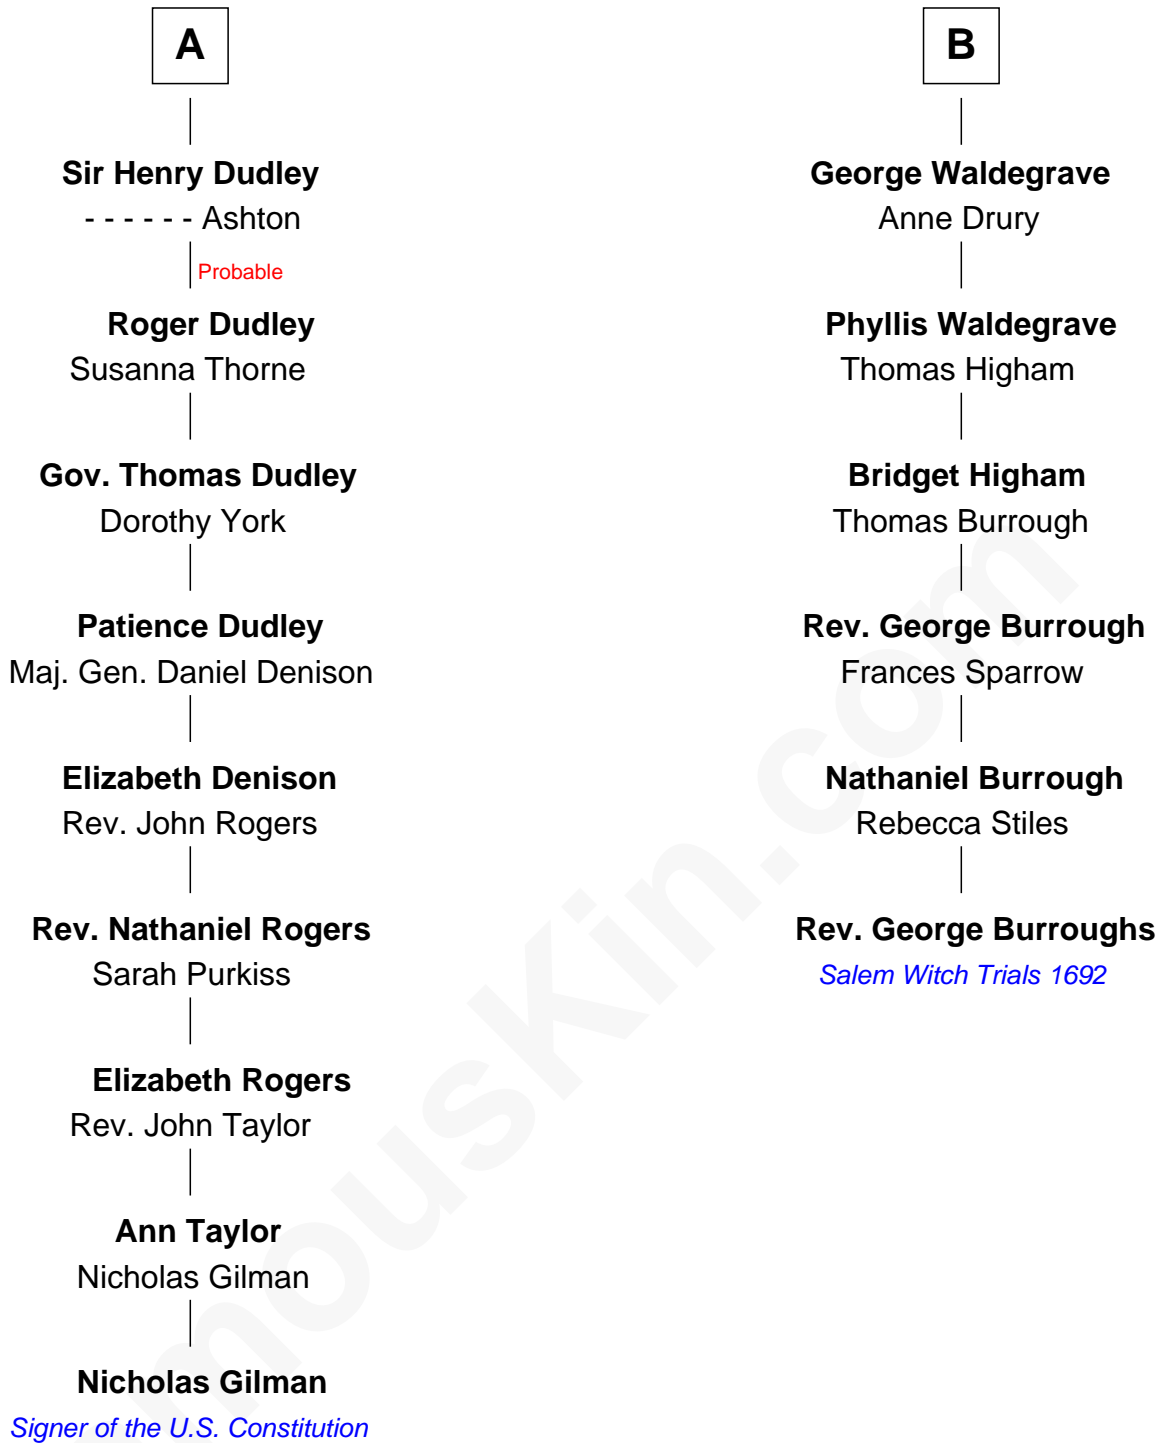 A
Sir Henry Dudley
- - - - - - Ashton
Probable
Roger Dudley
Susanna Thorne
Gov. Thomas Dudley
Dorothy York
Patience Dudley
Maj. Gen. Daniel Denison
Elizabeth Denison
Rev. John Rogers
Rev. Nathaniel Rogers
Sarah Purkiss
Elizabeth Rogers
Rev. John Taylor
Ann Taylor
Nicholas Gilman
Nicholas Gilman
Signer of the U.S. Constitution
B
George Waldegrave
Anne Drury
Phyllis Waldegrave
Thomas Higham
Bridget Higham
Thomas Burrough
Rev. George Burrough
Frances Sparrow
Nathaniel Burrough
Rebecca Stiles
Rev. George Burroughs
Salem Witch Trials 1692
mouskin.com